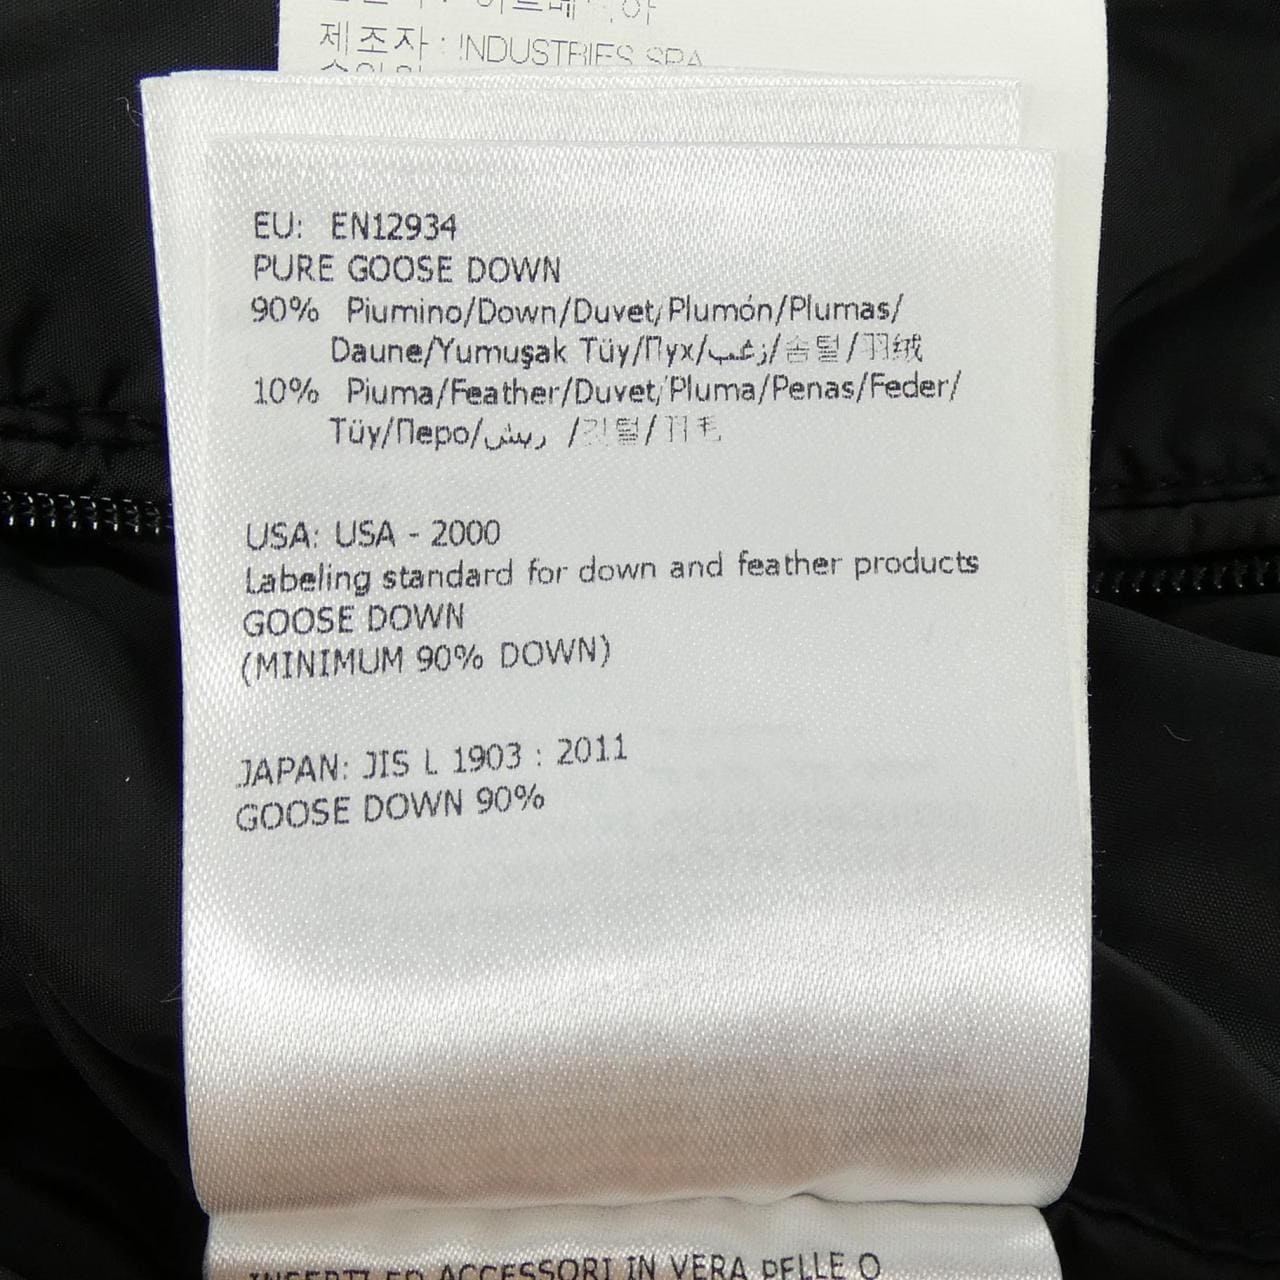 제조자 : INDUSTRIES SPA
EU: EN12934
PURE GOOSE DOWN
90% Piumino/Down/Duvet/Plumón/Plumas/
Daune/Yumuşak Tüy/Пух/زغب/솜털/羽绒
10% Piuma/Feather/Duvet/Pluma/Penas/Feder/
Tüy/Перо/ريش /깃털/羽毛
USA: USA - 2000
Labeling standard for down and feather products
GOOSE DOWN
(MINIMUM 90% DOWN)
JAPAN: JIS L 1903 : 2011
GOOSE DOWN 90%
INSERTI ED ACCESSORI IN VERA PELLE O